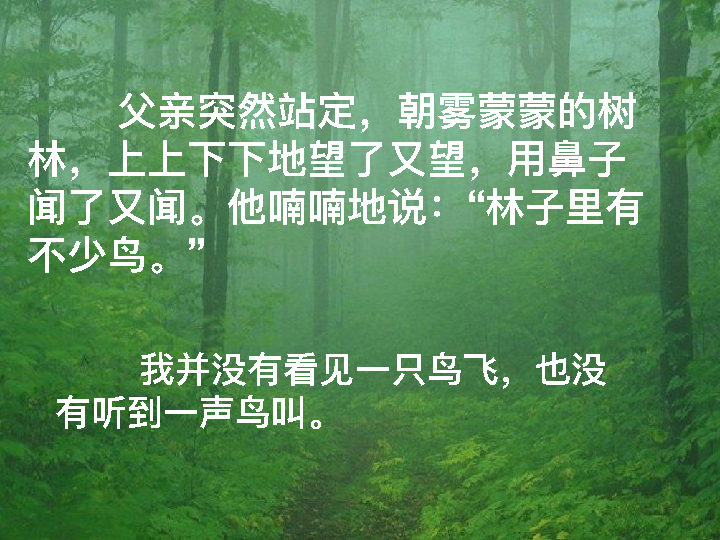 父亲突然站定，朝雾蒙蒙的树
林，上上下下地望了又望，用鼻子
闻了又闻。他喃喃地说：“林子里有
不少鸟。”
我并没有看见一只鸟飞，也没
有听到一声鸟叫。